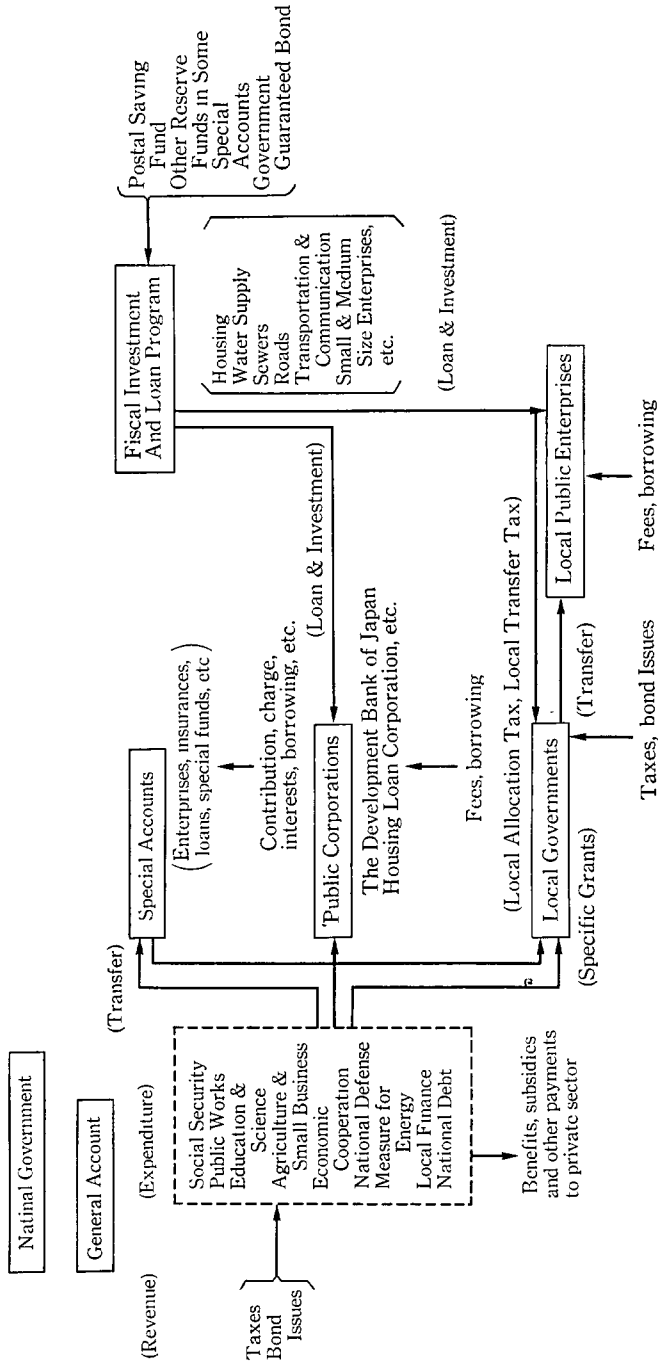 Natinal Government
General Account
(Revenue)
(Expenditure)
Taxes
Bond
Issues
Social Security
Public Works
Education &
Science
Agriculture &
Small Business
Economic
Cooperation
National Defense
Measure for
Energy
Local Finance
National Debt
Benefits, subsidics
and other payments
to private sector
(Transfer)
Special Accounts
(Enterprises, insurances,
loans, special funds, etc)
Contribution, charge,
interests, borrowing, etc.
(Loan & Investment)
Public Corporations
The Development Bank of Japan
Housing Loan Corporation, etc.
Fees, borrowing
(Local Allocation Tax, Local Transfer Tax)
Local Governments
(Specific Grants)
(Transfer)
Taxes, bond Issues
Local Public Enterprises
Fees, borrowing
Fiscal Investment
And Loan Program
Housing
Water Supply
Sewers
Roads
Transportation &
Communication
Small & Medium
Size Enterprises,
etc.
(Loan & Investment)
Postal Saving
Fund
Other Reserve
Funds in Some
Special
Accounts
Government
Guaranteed Bond